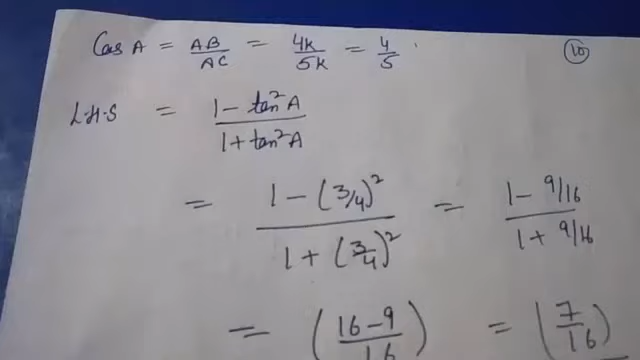 Cos A = AB/AC = 4k/5k = 4/5 10
L.H.S = (1 - tan²A)/(1 + tan²A)
= (1 - (3/4)²)/(1 + (3/4)²) = (1 - 9/16)/(1 + 9/16)
= ((16-9)/16) = (7/16)